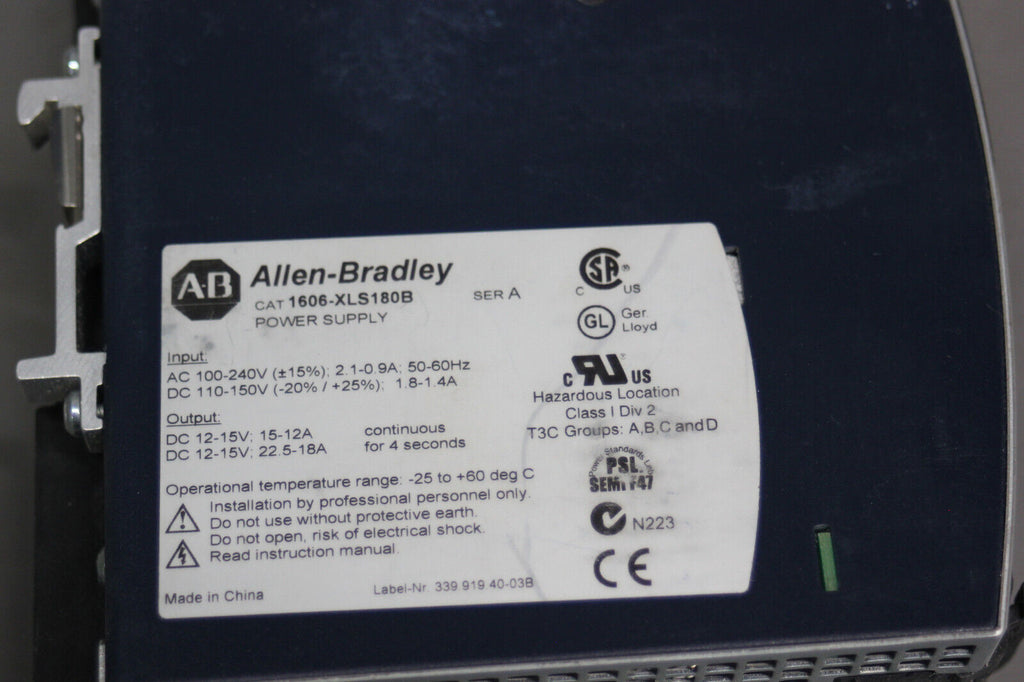 A·B Allen-Bradley
CAT 1606-XLS180B SER A
POWER SUPPLY
Input:
AC 100-240V (±15%); 2.1-0.9A; 50-60Hz
DC 110-150V (-20% / +25%); 1.8-1.4A
Output:
DC 12-15V; 15-12A continuous
DC 12-15V; 22.5-18A for 4 seconds
Operational temperature range: -25 to +60 deg C
Installation by professional personnel only.
Do not use without protective earth.
Do not open, risk of electrical shock.
Read instruction manual.
Made in China
Label-Nr. 339.919.40-03B
SA ®
C US
GL Ger.
Lloyd
C RU US
Hazardous Location
Class I Div 2
T3C Groups: A,B,C and D
Power Standards
PSL
SEMI F47
N223
CE